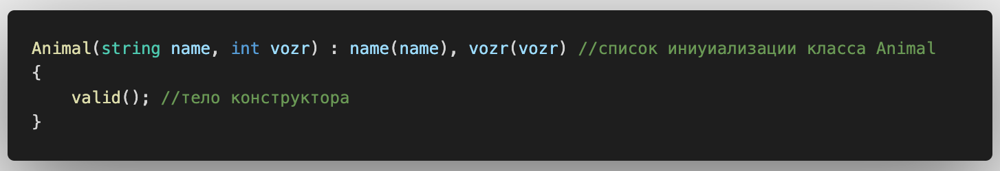 Animal(string name, int vozr) : name(name), vozr(vozr) //список иниуиализации класса Animal
{
    valid(); //тело конструктора
}